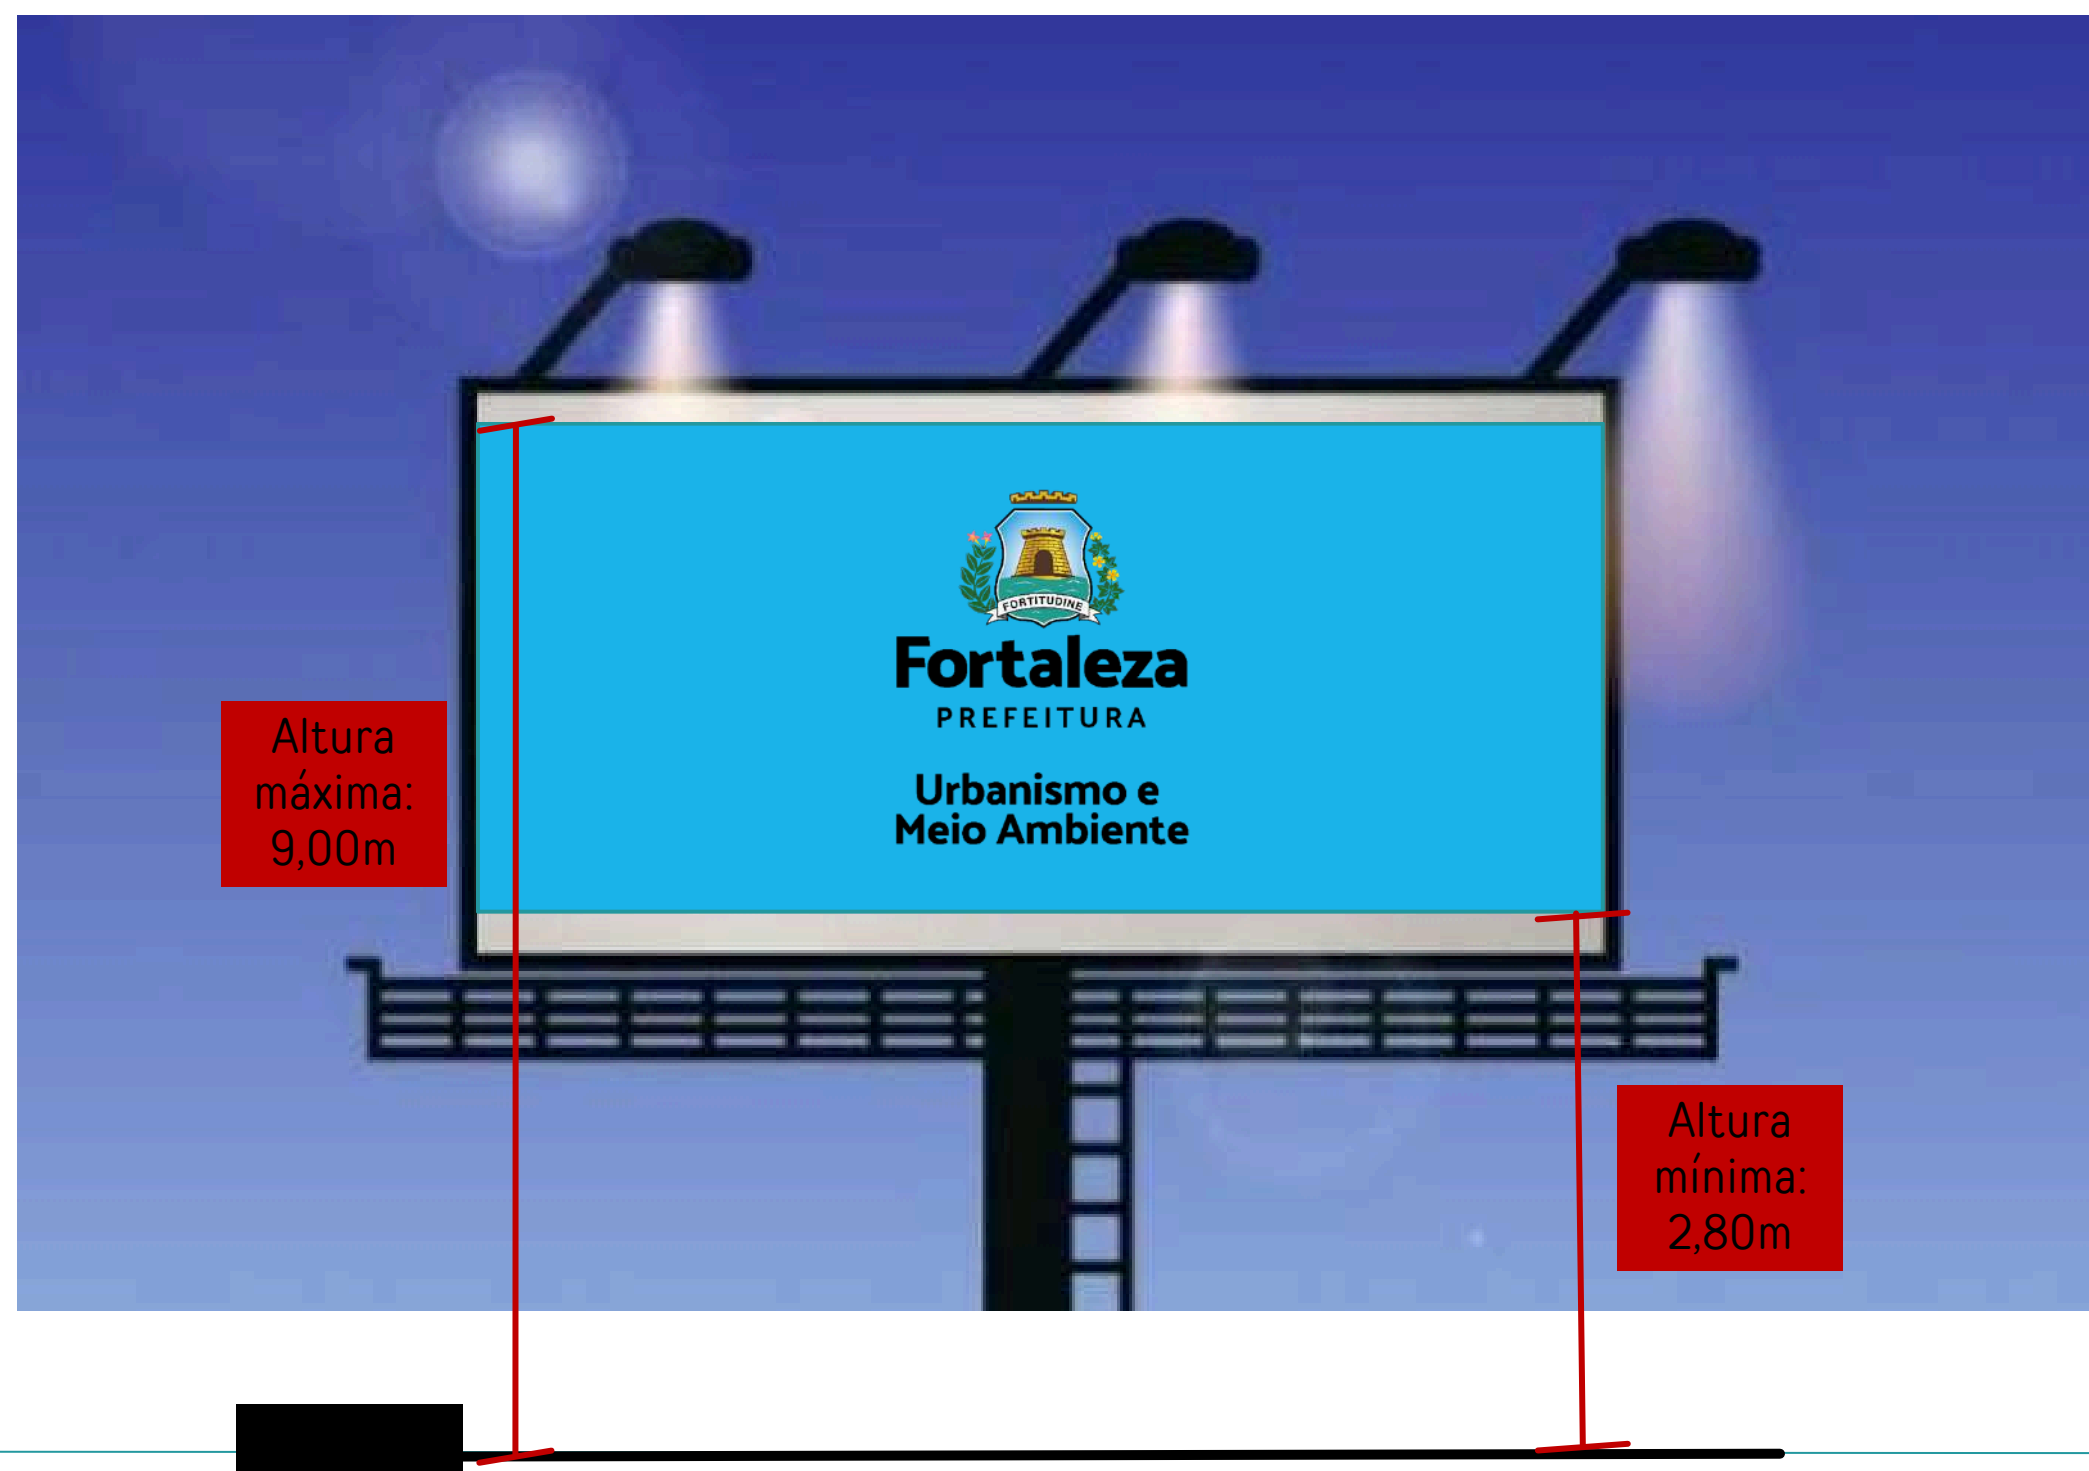 FORTITUDINE
Fortaleza
PREFEITURA
Urbanismo e
Meio Ambiente
Altura
máxima:
9,00m
Altura
mínima:
2,80m